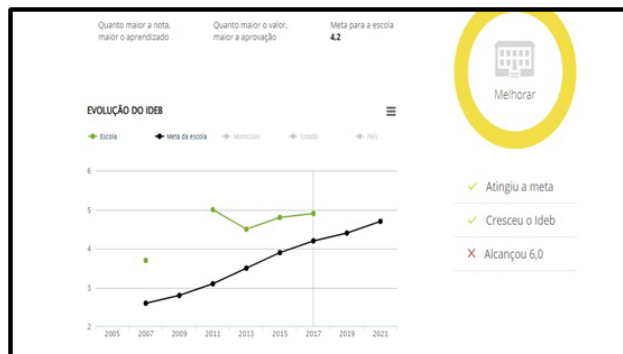 Quanto maior a nota,
maior o aprendizado
Quanto maior o valor,
maior a aprovação
Meta para a escola
4,2
Melhorar
EVOLUÇÃO DO IDEB
Escola
Meta da escola
Município
Estado
País
6
5
4
3
2
2005 2007 2009 2011 2013 2015 2017 2019 2021
Atingiu a meta
Cresceu o Ideb
Alcançou 6,0